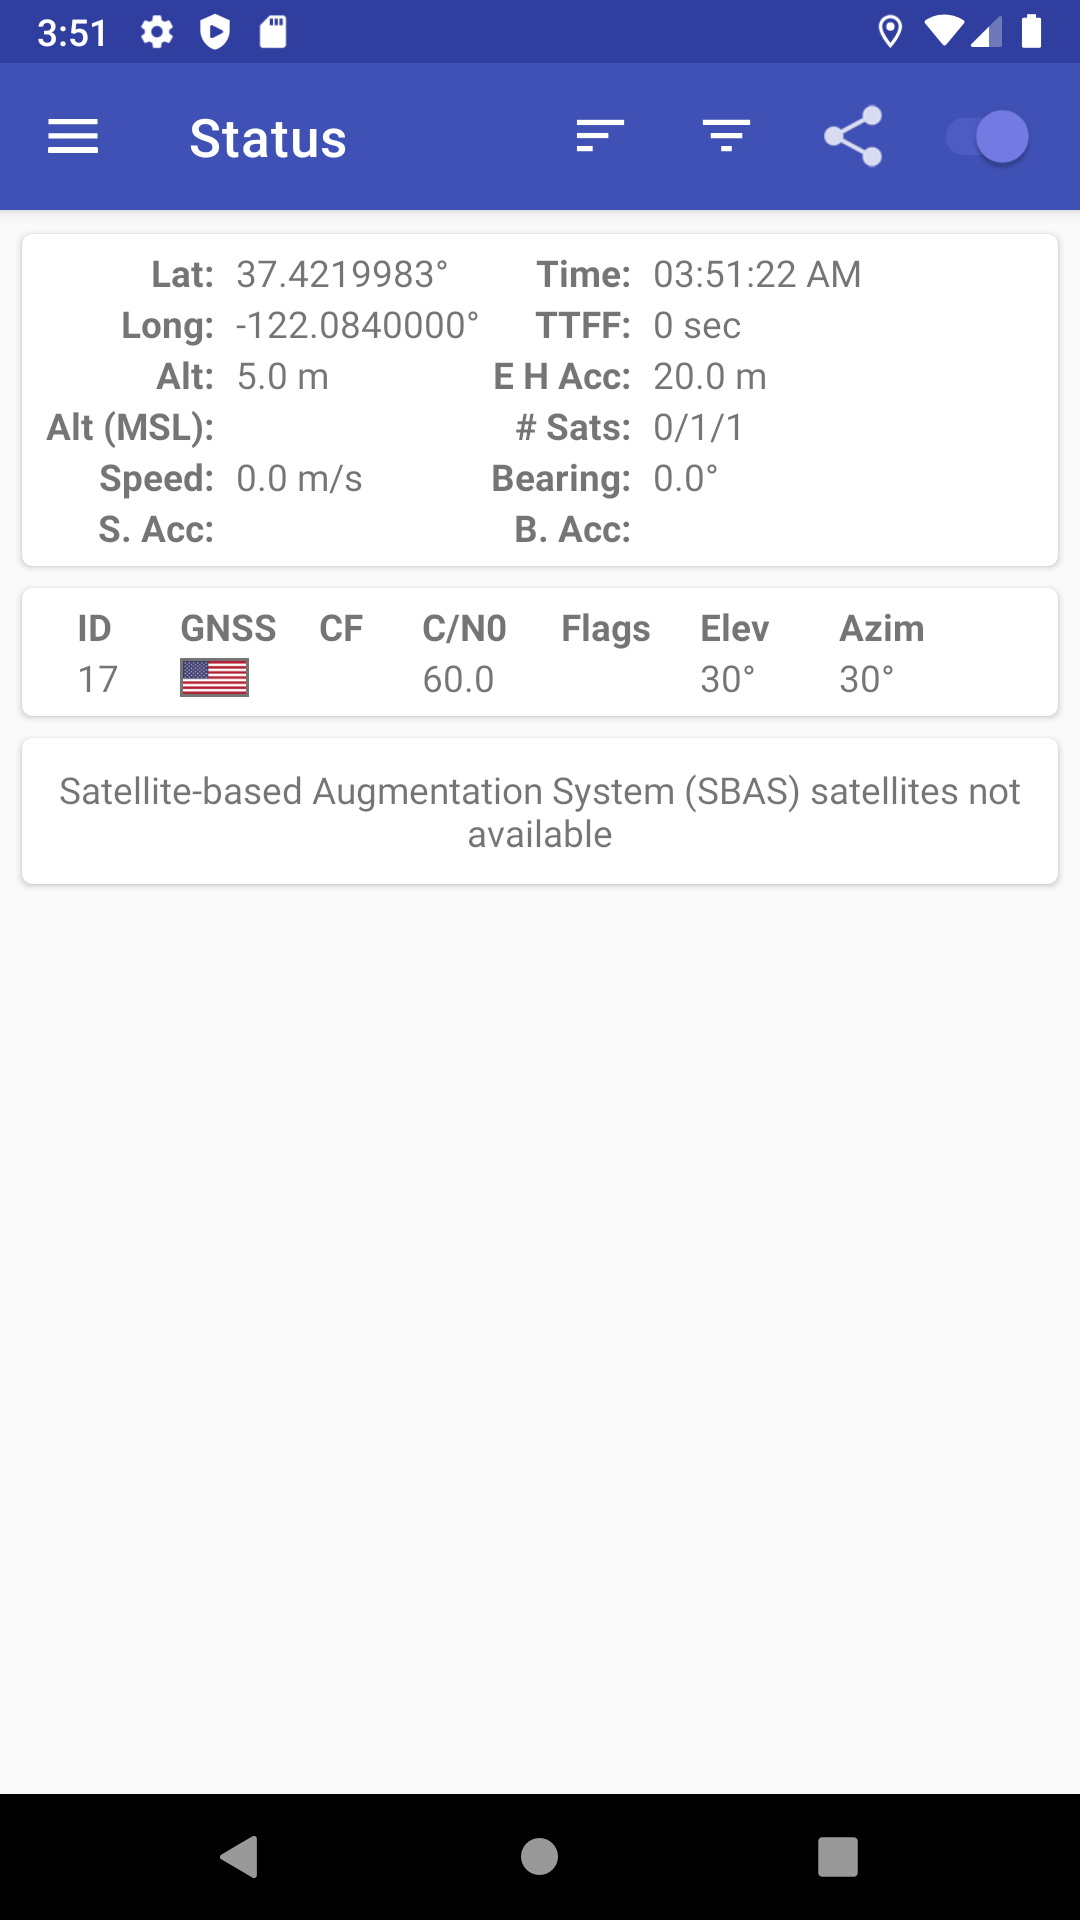 3:51
Status
Lat: 37.4219983° Time: 03:51:22 AM
Long: -122.0840000° TTFF: 0 sec
Alt: 5.0 m E H Acc: 20.0 m
Alt (MSL): # Sats: 0/1/1
Speed: 0.0 m/s Bearing: 0.0°
S. Acc: B. Acc:
ID GNSS CF C/N0 Flags Elev Azim
17 60.0 30° 30°
Satellite-based Augmentation System (SBAS) satellites not
available